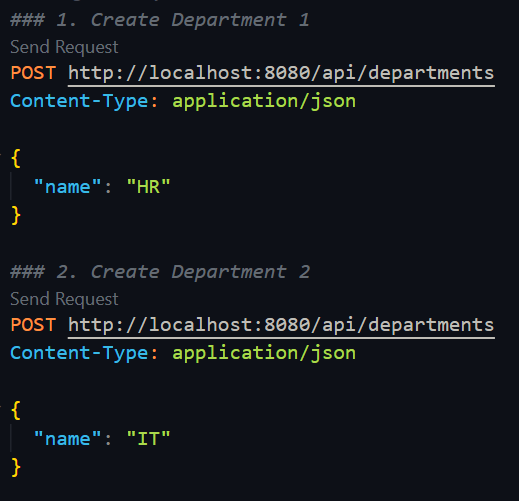 ### 1. Create Department 1
Send Request
POST http://localhost:8080/api/departments
Content-Type: application/json
{
"name": "HR"
}
### 2. Create Department 2
Send Request
POST http://localhost:8080/api/departments
Content-Type: application/json
{
"name": "IT"
}